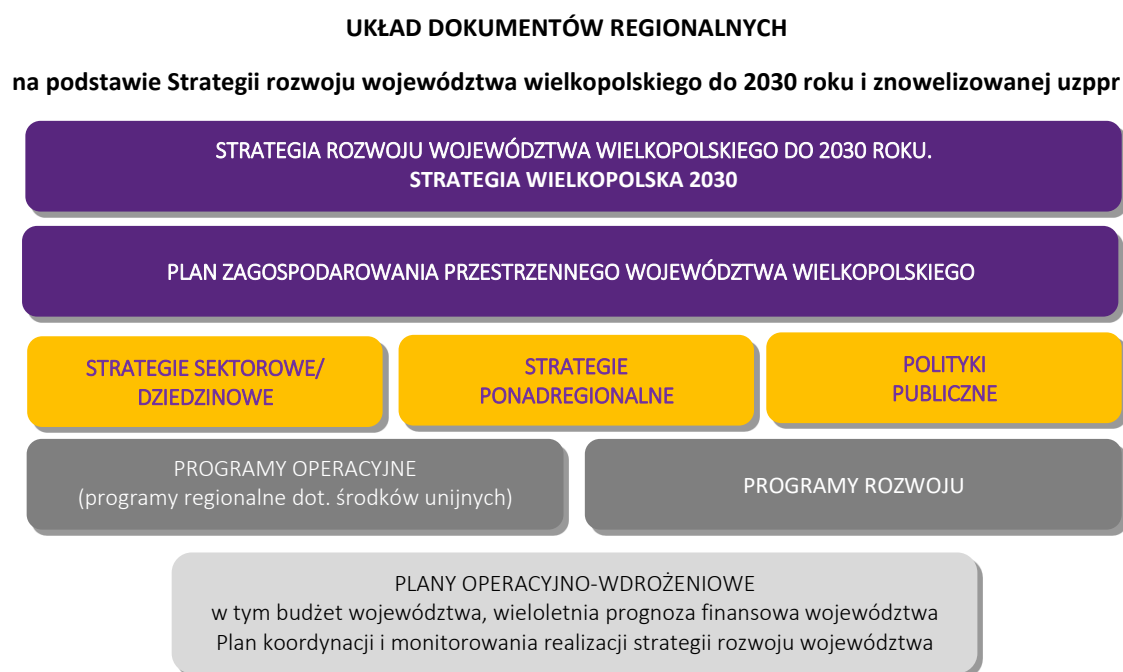 UKŁAD DOKUMENTÓW REGIONALNYCH
na podstawie Strategii rozwoju województwa wielkopolskiego do 2030 roku i znowelizowanej uzppr
STRATEGIA ROZWOJU WOJEWÓDZTWA WIELKOPOLSKIEGO DO 2030 ROKU.
STRATEGIA WIELKOPOLSKA 2030
PLAN ZAGOSPODAROWANIA PRZESTRZENNEGO WOJEWÓDZTWA WIELKOPOLSKIEGO
STRATEGIE SEKTOROWE/
DZIEDZINOWE
STRATEGIE
PONADREGIONALNE
POLITYKI
PUBLICZNE
PROGRAMY OPERACYJNE
(programy regionalne dot. środków unijnych)
PROGRAMY ROZWOJU
PLANY OPERACYJNO-WDROŻENIOWE
w tym budżet województwa, wieloletnia prognoza finansowa województwa
Plan koordynacji i monitorowania realizacji strategii rozwoju województwa